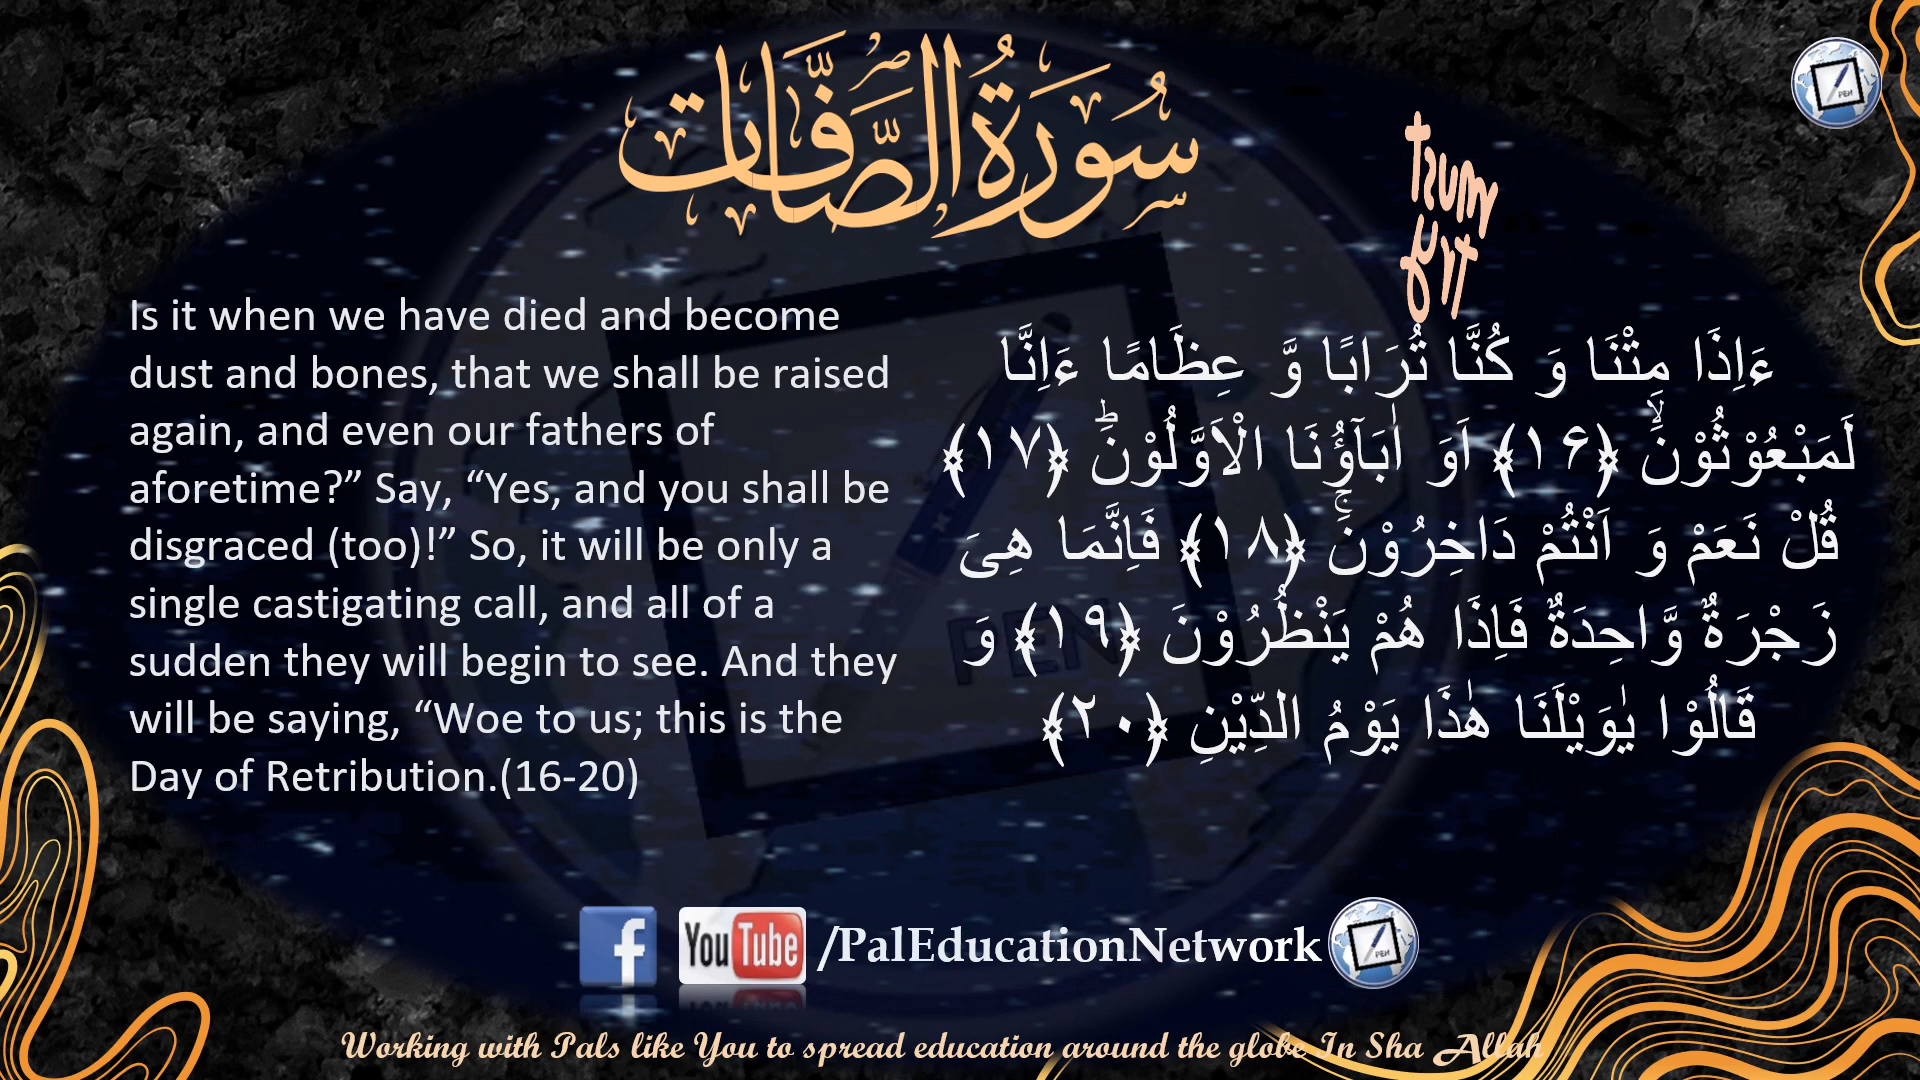 سُورَةُ الصَّافَّات
Is it when we have died and become
dust and bones, that we shall be raised
again, and even our fathers of
aforetime?” Say, “Yes, and you shall be
disgraced (too)!” So, it will be only a
single castigating call, and all of a
sudden they will begin to see. And they
will be saying, “Woe to us; this is the
Day of Retribution.(16-20)
ءَاِذَا مِتْنَا وَ كُنَّا تُرَابًا وَّ عِظَامًا ءَاِنَّا
لَمَبْعُوْثُوْنَۙ ﴿۱۶﴾ اَوَ اٰبَآؤُنَا الْاَوَّلُوْنَؕ ﴿۱۷﴾
قُلْ نَعَمْ وَ اَنْتُمْ دَاخِرُوْنَۚ ﴿۱۸﴾ فَاِنَّمَا هِیَ
زَجْرَةٌ وَّاحِدَةٌ فَاِذَا هُمْ یَنْظُرُوْنَ ﴿۱۹﴾ وَ
قَالُوْا یٰوَیْلَنَا هٰذَا یَوْمُ الدِّیْنِ ﴿۲۰﴾
PEN
PEN
f
YouTube /PalEducationNetwork PEN
Working with Pals like You to spread education around the globe In Sha Allah